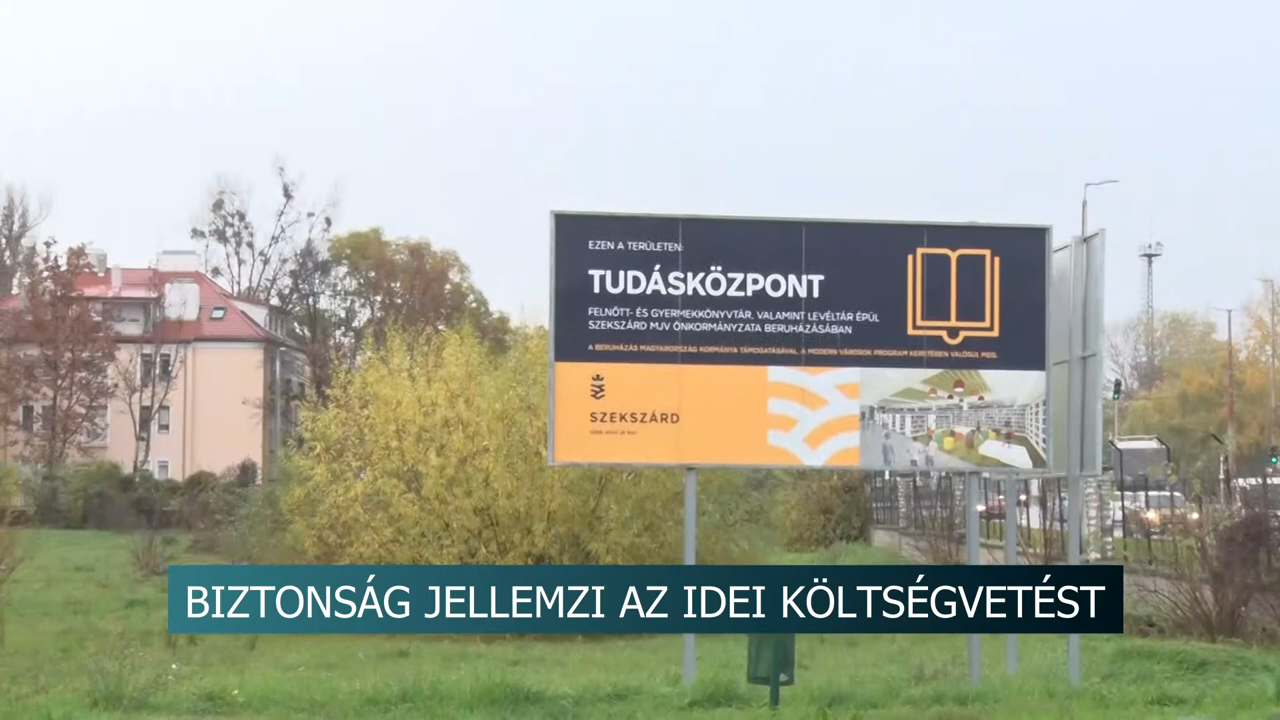 EZEN A TERÜLETEN:
TUDÁSKÖZPONT
FELNŐTT- ÉS GYERMEKKÖNYVTÁR, VALAMINT LEVÉLTÁR ÉPÜL
SZEKSZÁRD MJV ÖNKORMÁNYZATA BERUHÁZÁSÁBAN
A BERUHÁZÁS MAGYARORSZÁG KORMÁNYA TÁMOGATÁSÁVAL, A MODERN VÁROSOK PROGRAM KERETÉBEN VALÓSUL MEG.
SZEKSZÁRD
BIZTONSÁG JELLEMZI AZ IDEI KÖLTSÉGVETÉST